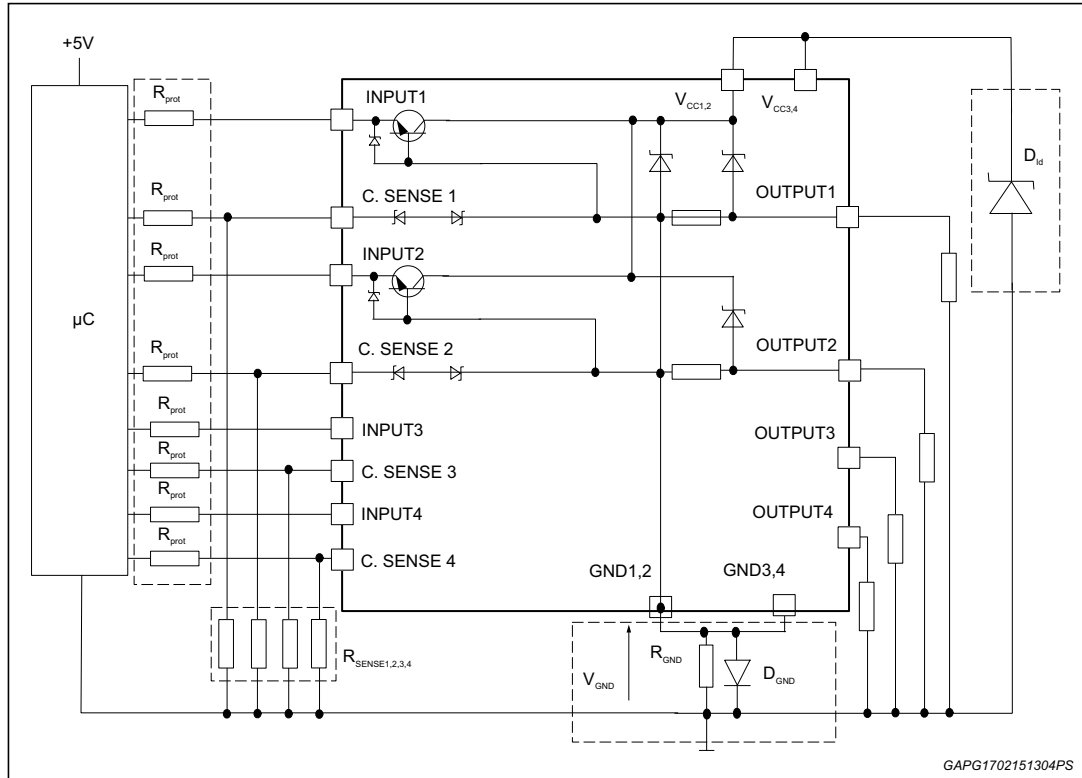 +5V
µC
Rprot
Rprot
Rprot
Rprot
Rprot
Rprot
Rprot
Rprot
INPUT1
C. SENSE 1
INPUT2
C. SENSE 2
INPUT3
C. SENSE 3
INPUT4
C. SENSE 4
VCC1,2
VCC3,4
OUTPUT1
OUTPUT2
OUTPUT3
OUTPUT4
Dld
GND1,2
GND3,4
RSENSE1,2,3,4
VGND
RGND
DGND
GAPG1702151304PS